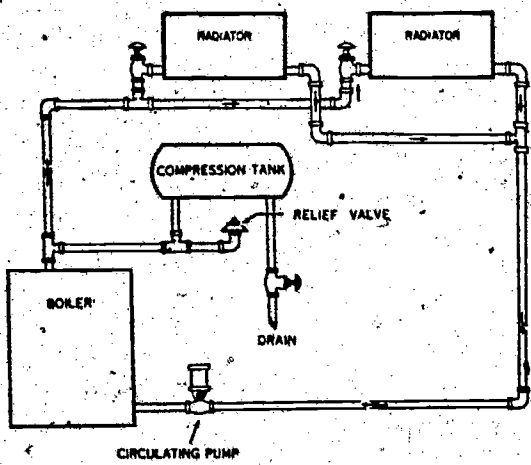 RADIATOR
RADIATOR
COMPRESSION TANK
RELIEF VALVE
BOILER
DRAIN
CIRCULATING PUMP